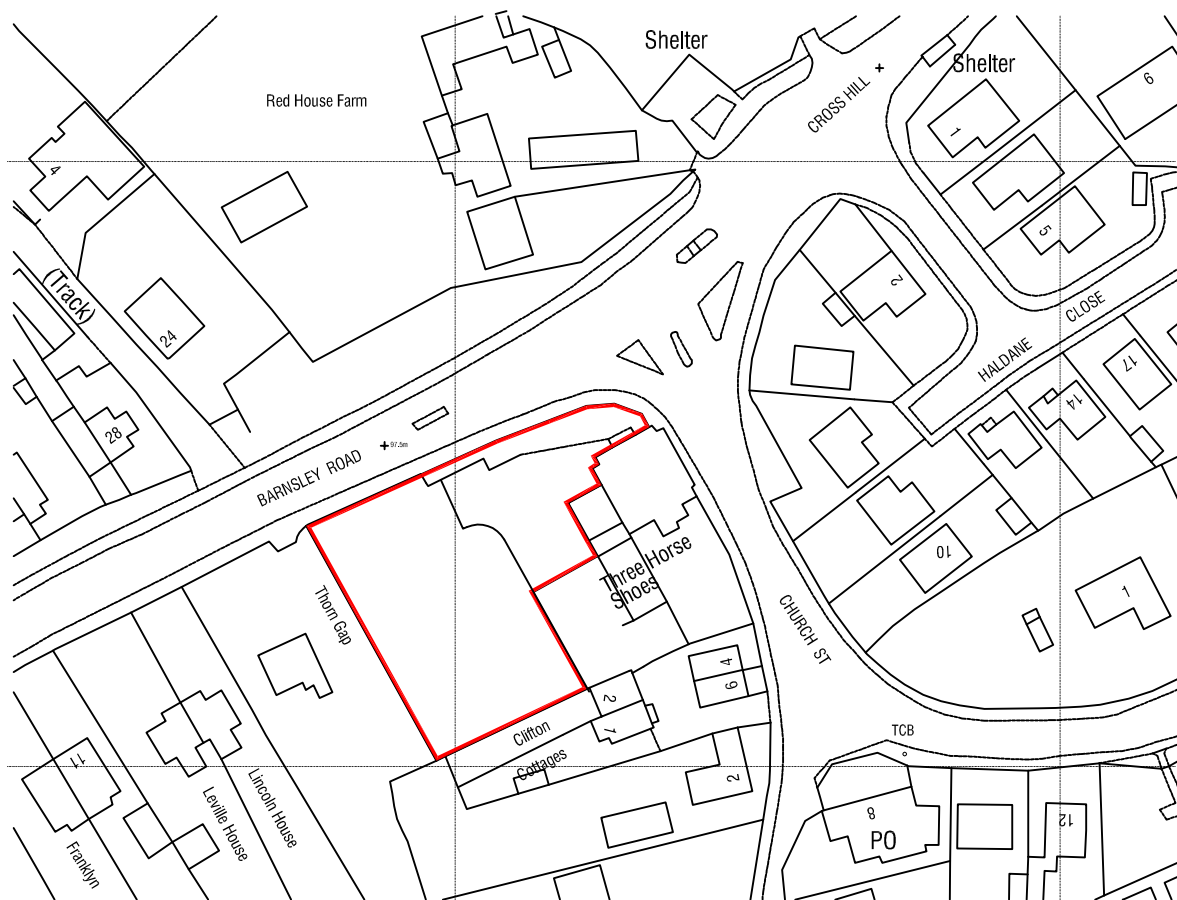 Shelter
Shelter
Red House Farm
CROSS HILL
1
9
4
5
2
(Track)
24
CLOSE
HALDANE
17
14
28
97.5m
BARNSLEY ROAD
Three Horse
Shoes
10
Thorn Gap
1
CHURCH ST
4
6
2
Clifton
7
Cottages
TCB
11
2
Lincoln House
Leville House
Franklyn
8
PO
12